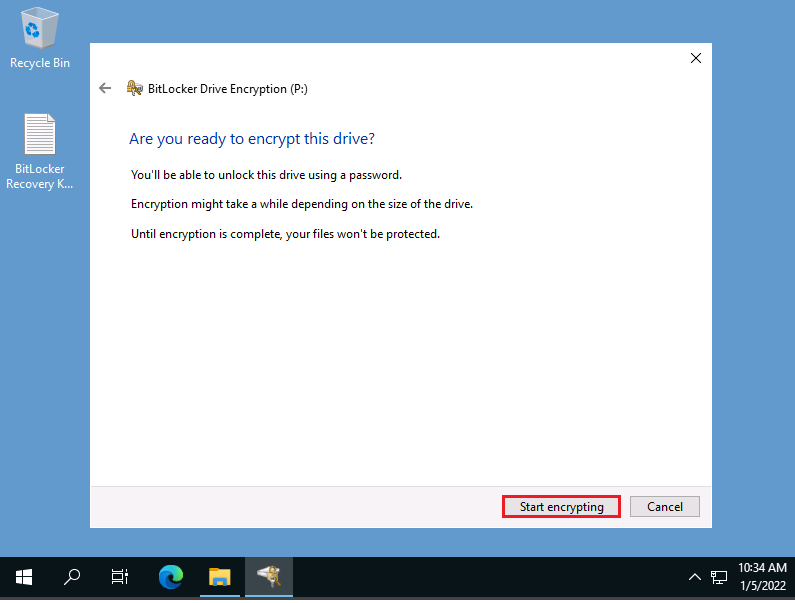 Recycle Bin
BitLocker
Recovery K...
BitLocker Drive Encryption (P:)
Are you ready to encrypt this drive?
You'll be able to unlock this drive using a password.
Encryption might take a while depending on the size of the drive.
Until encryption is complete, your files won't be protected.
Start encrypting
Cancel
10:34 AM
1/5/2022